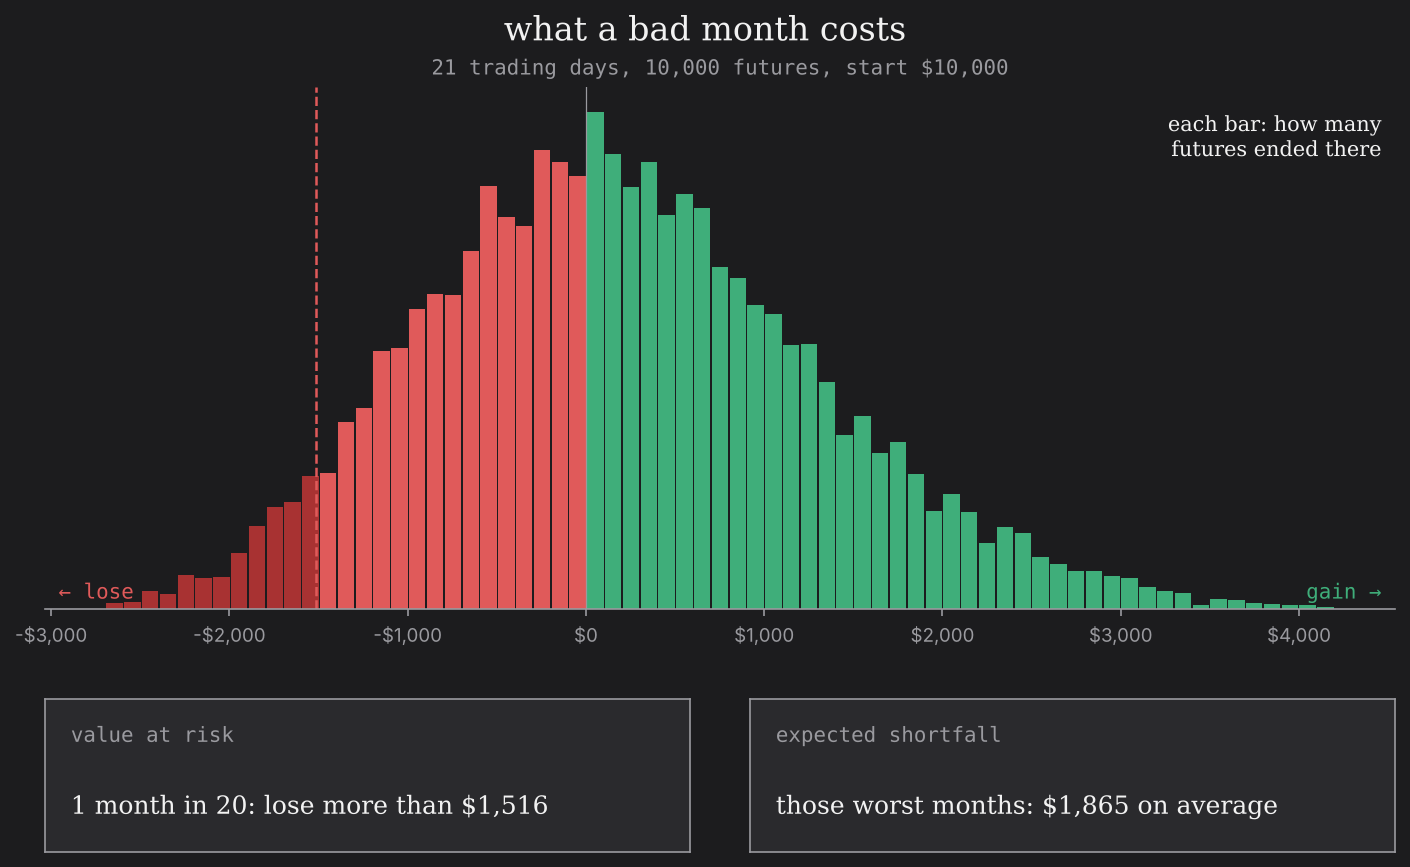 what a bad month costs
21 trading days, 10,000 futures, start $10,000
each bar: how many
futures ended there
← lose
gain →
-$3,000 -$2,000 -$1,000 $0 $1,000 $2,000 $3,000 $4,000
value at risk
1 month in 20: lose more than $1,516
expected shortfall
those worst months: $1,865 on average